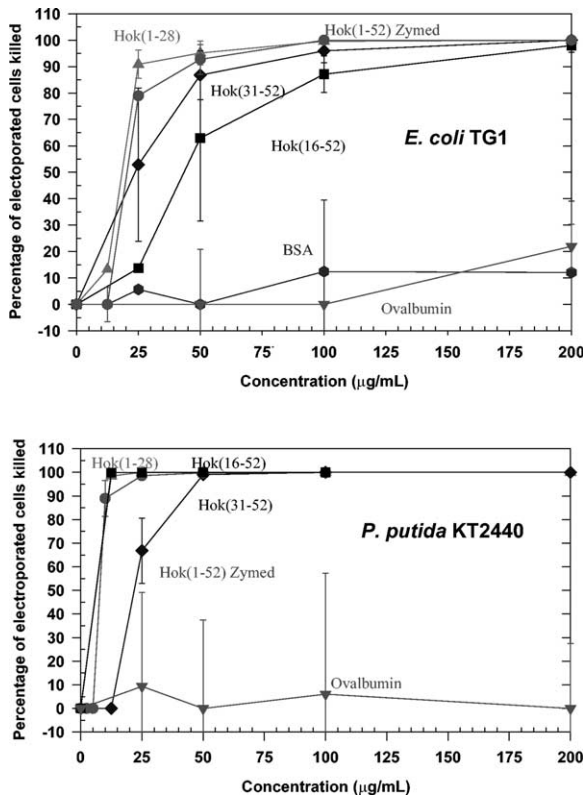 110
100
90
80
70
60
50
40
30
20
10
0
-10
Percentage of electoporated cells killed
Hok(1-28)
Hok(1-52) Zymed
Hok(31-52)
Hok(16-52)
E. coli TG1
BSA
Ovalbumin
0 25 50 75 100 125 150 175 200
Concentration (µg/mL)
110
100
90
80
70
60
50
40
30
20
10
0
-10
Percentage of electroporated cells killed
Hok(1-28) Hok(16-52)
Hok(31-52)
P. putida KT2440
Hok(1-52) Zymed
Ovalbumin
0 25 50 75 100 125 150 175 200
Concentration (µg/mL)